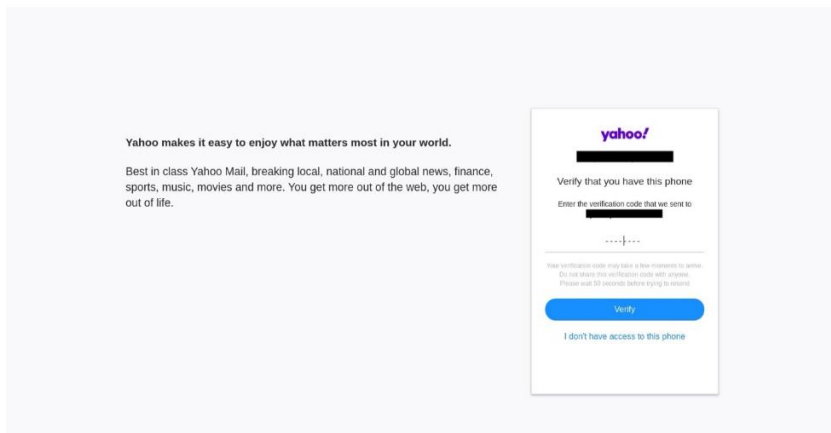 Yahoo makes it easy to enjoy what matters most in your world.
Best in class Yahoo Mail, breaking local, national and global news, finance,
sports, music, movies and more. You get more out of the web, you get more
out of life.
yahoo!
Verify that you have this phone
Enter the verification code that we sent to
--------
Your verification code may take a few moments to arrive.
Do not share this verification code with anyone.
Please wait 30 seconds before trying to resend
Verify
I don't have access to this phone